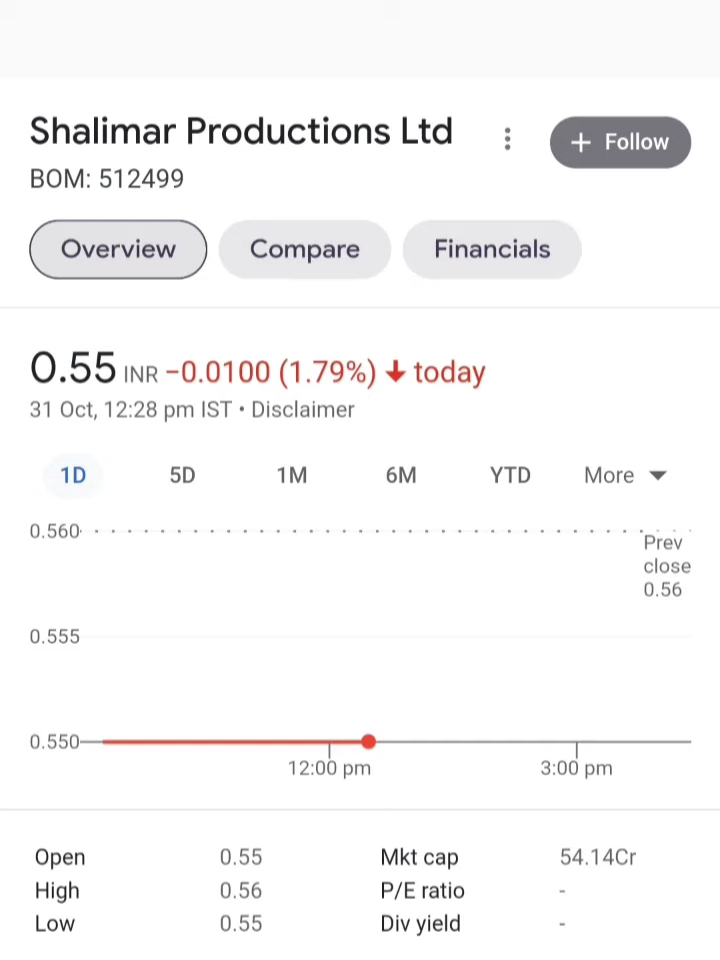 Shalimar Productions Ltd
+ Follow
BOM: 512499
Overview
Compare
Financials
0.55 INR −0.0100 (1.79%) ↓ today
31 Oct, 12:28 pm IST • Disclaimer
1D 5D 1M 6M YTD More
0.560
Prev
close
0.56
0.555
0.550
12:00 pm 3:00 pm
Open 0.55 Mkt cap 54.14Cr
High 0.56 P/E ratio -
Low 0.55 Div yield -